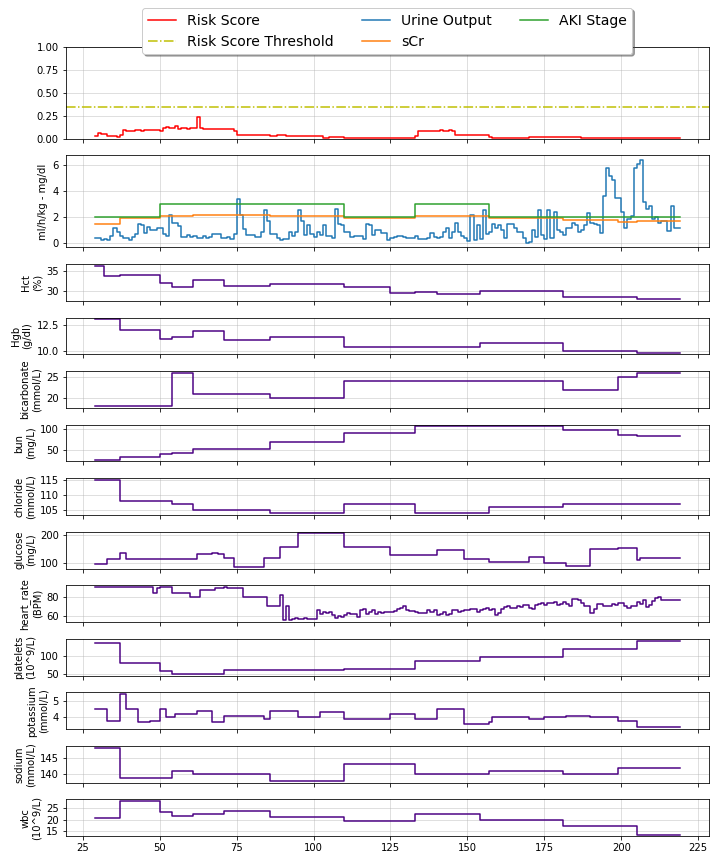 Risk Score
Risk Score Threshold
Urine Output
sCr
AKI Stage
1.00
0.75
0.50
0.25
0.00
ml/h/kg - mg/dl
6
4
2
0
Hct
(%)
35
30
Hgb
(g/dl)
12.5
10.0
bicarbonate
(mmol/L)
25
20
bun
(mg/L)
100
50
chloride
(mmol/L)
115
110
105
glucose
(mg/L)
200
100
heart_rate
(BPM)
80
60
platelets
(10^9/L)
100
50
potassium
(mmol/L)
5
4
sodium
(mmol/L)
145
140
wbc
(10^9/L)
25
20
15
25 50 75 100 125 150 175 200 225